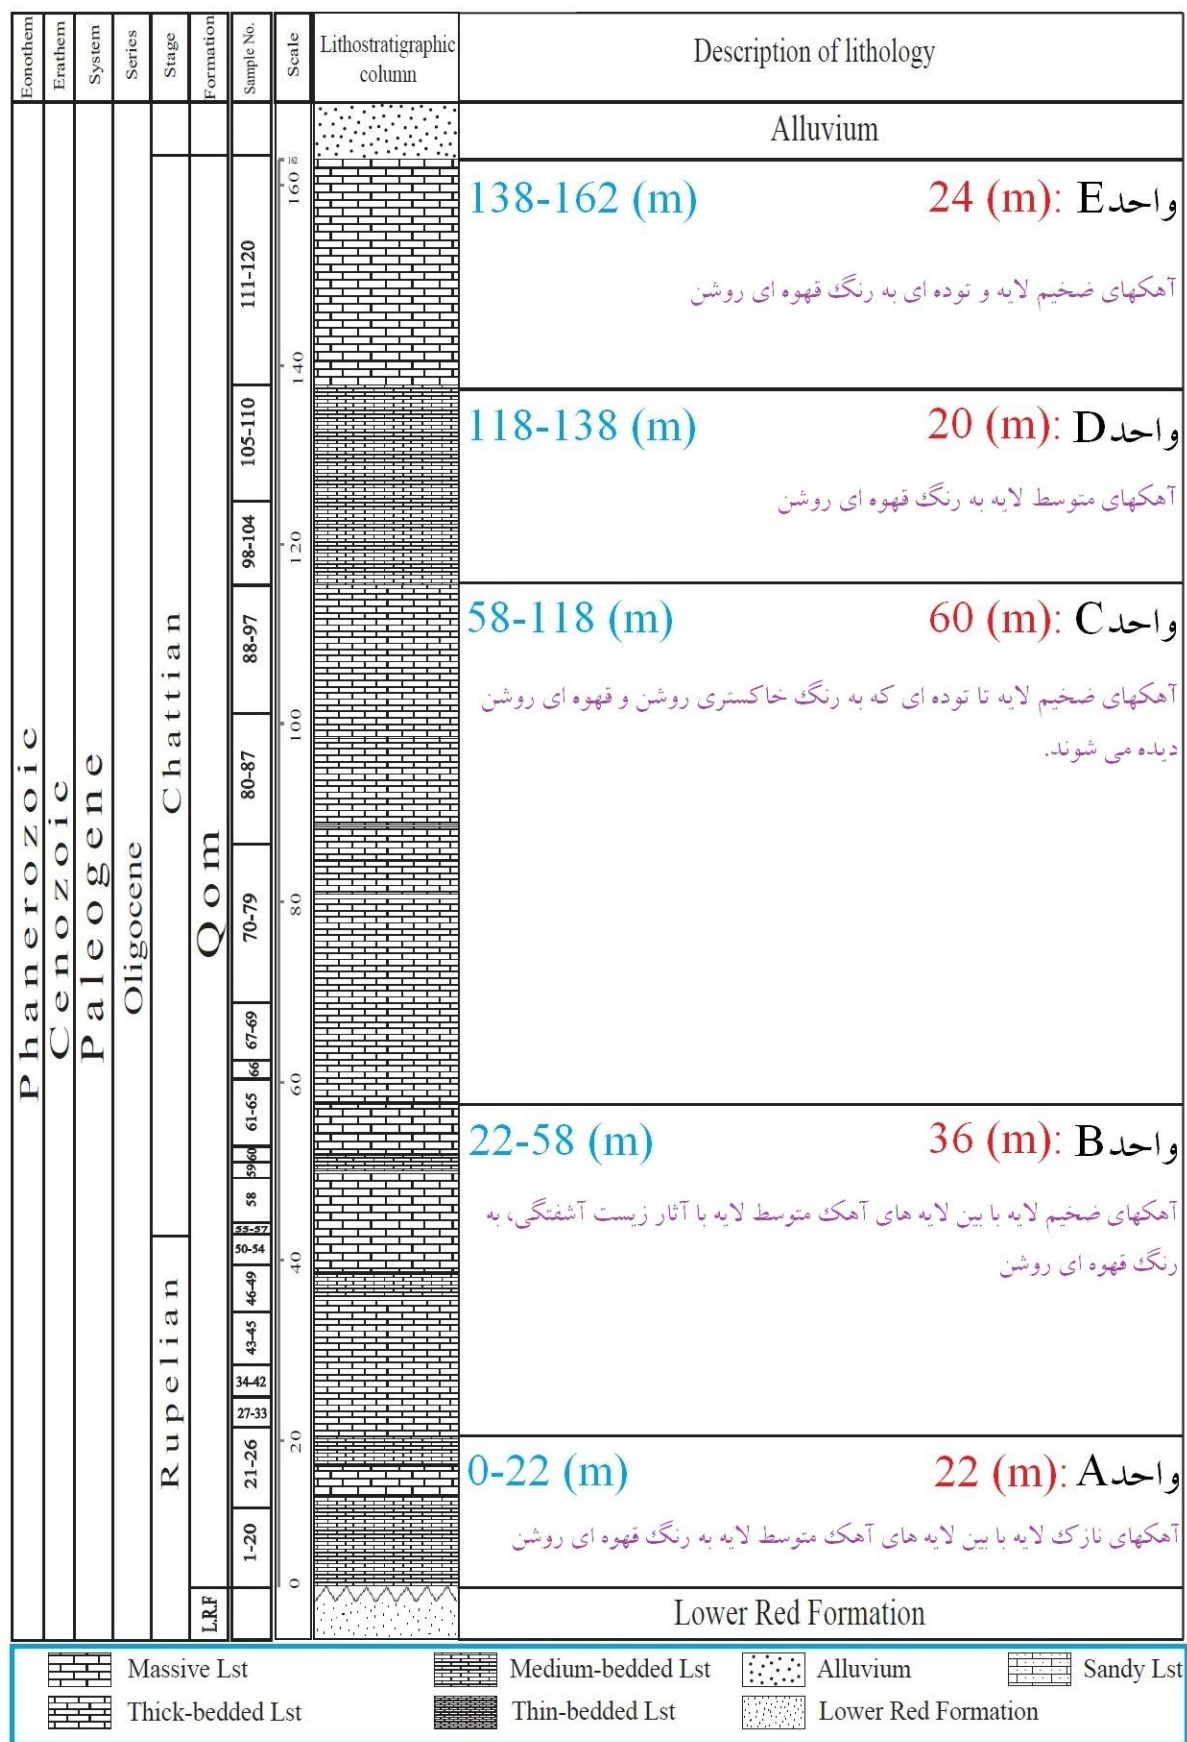 Eonothem
Erathem
System
Series
Stage
Formation
Sample No.
Scale
Lithostratigraphic
column
Description of lithology
Alluvium
138-162 (m) 24 (m): واحد E
آهکهای ضخیم لایه و توده ای به رنگ قهوه ای روشن
118-138 (m) 20 (m): واحد D
آهکهای متوسط لایه به رنگ قهوه ای روشن
58-118 (m) 60 (m): واحد C
آهکهای ضخیم لایه تا توده ای که به رنگ خاکستری روشن و قهوه ای روشن
دیده می شوند.
22-58 (m) 36 (m): واحد B
آهکهای ضخیم لایه با بین لایه های آهک متوسط لایه با آثار زیست آشفتگی، به
رنگ قهوه ای روشن
0-22 (m) 22 (m): واحد A
آهکهای نازک لایه با بین لایه های آهک متوسط لایه به رنگ قهوه ای روشن
Lower Red Formation
Phanerozoic
Cenozoic
Paleogene
Oligocene
Chattian
Rupelian
Qom
L.R.F
111-120
105-110
98-104
88-97
80-87
70-79
67-69
66
61-65
60
59
58
55-57
50-54
46-49
43-45
34-42
27-33
21-26
1-20
m
160
140
120
100
80
60
40
20
0
Massive Lst
Medium-bedded Lst
Alluvium
Sandy Lst
Thick-bedded Lst
Thin-bedded Lst
Lower Red Formation